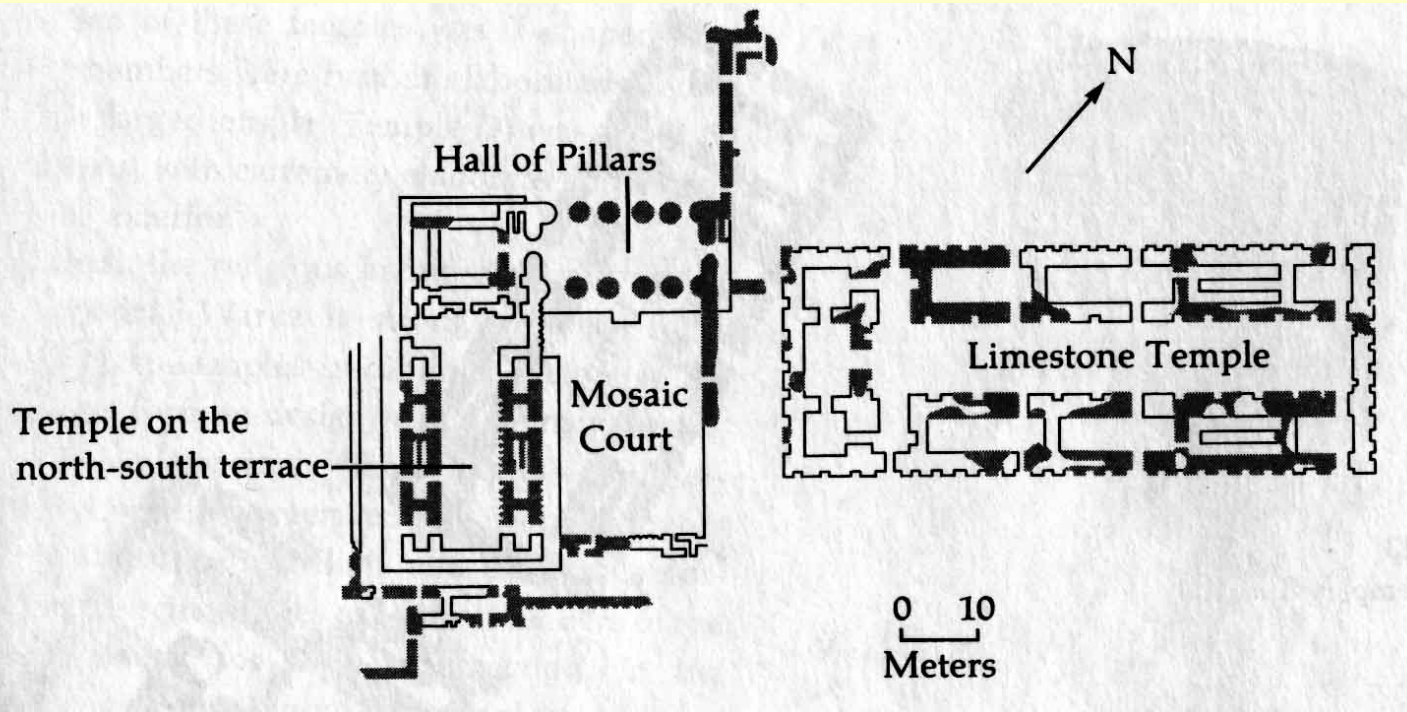 N
Hall of Pillars
Limestone Temple
Mosaic
Court
Temple on the
north-south terrace
0 10
Meters